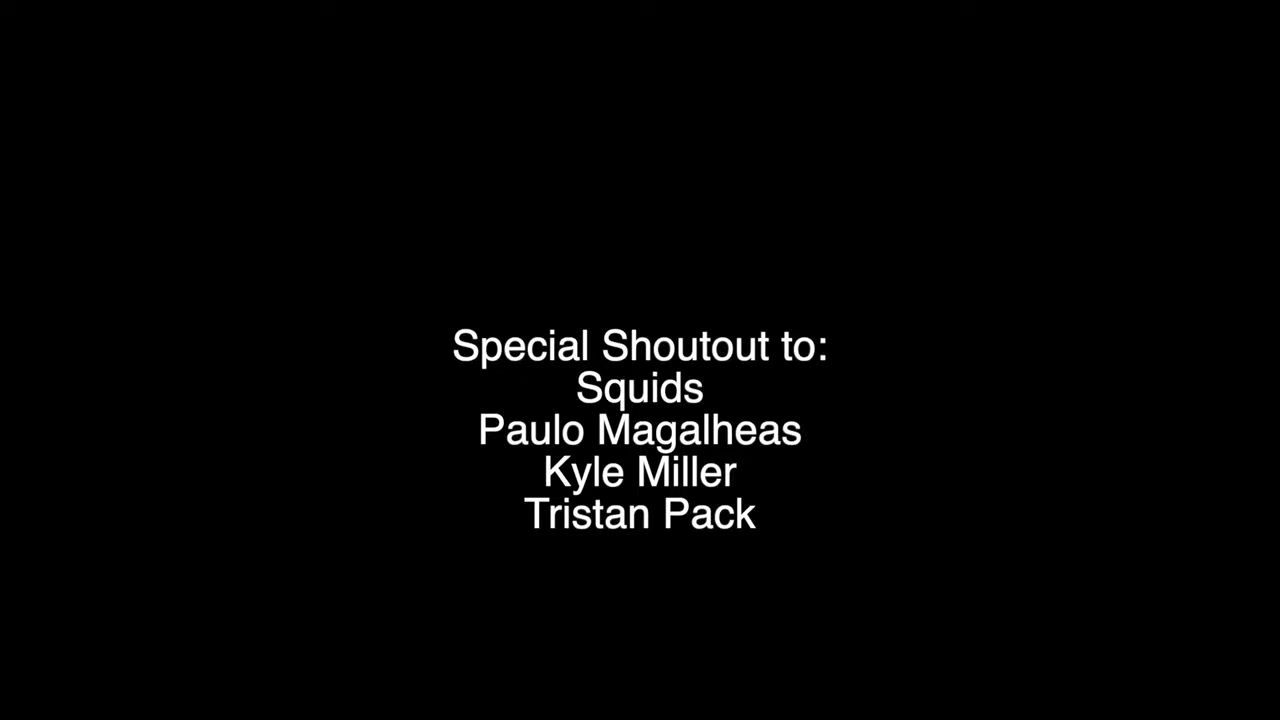 Special Shoutout to:
Squids
Paulo Magalheas
Kyle Miller
Tristan Pack